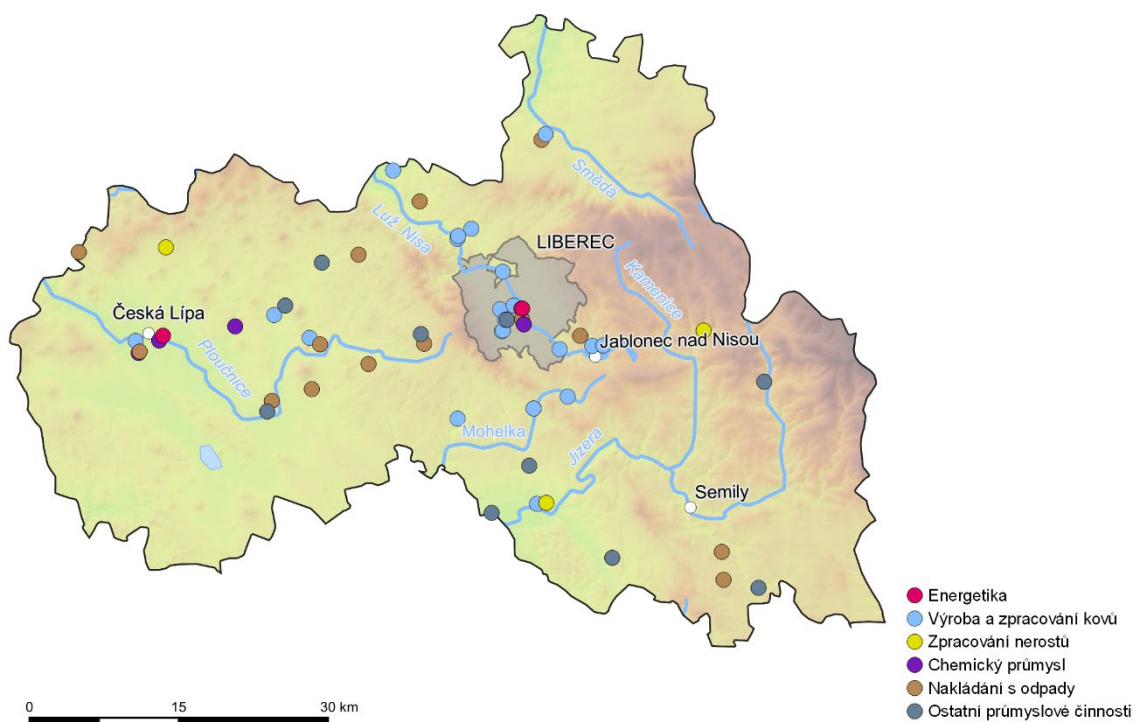 Smědá
Luž. Nisa
LIBEREC
Kamenice
Česká Lípa
Jablonec nad Nisou
Ploučnice
Mohelka
Jizera
Semily
Energetika
Výroba a zpracování kovů
Zpracování nerostů
Chemický průmysl
Nakládání s odpady
Ostatní průmyslové činnosti
0 15 30 km